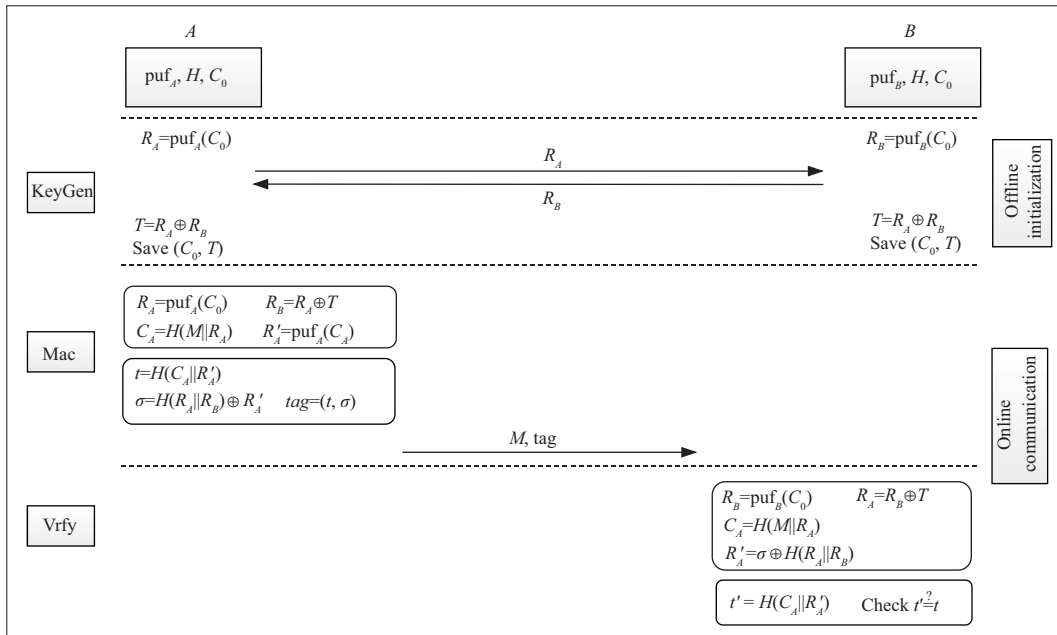 A
B
puf_A, H, C_0
puf_B, H, C_0
R_A=puf_A(C_0)
R_B=puf_B(C_0)
R_A
KeyGen
R_B
Offline
initialization
T=R_A⊕R_B
Save (C_0, T)
T=R_A⊕R_B
Save (C_0, T)
Mac
R_A=puf_A(C_0) R_B=R_A⊕T
C_A=H(M||R_A) R'_A=puf_A(C_A)
t=H(C_A||R'_A)
σ=H(R_A||R_B)⊕R_A' tag=(t, σ)
Online
communication
M, tag
Vrfy
R_B=puf_B(C_0) R_A=R_B⊕T
C_A=H(M||R_A)
R'_A=σ⊕H(R_A||R_B)
t' = H(C_A||R'_A) Check t'≟t